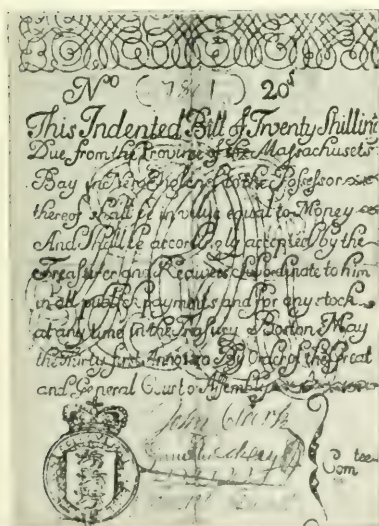 No (781) 20s
This Indented Bill of Twenty Shilling
Due from the Province of the Massachusets
Bay in New England to the Possessor
thereof shall be in value equal to Money
And shall be accordingly accepted by the
Treasurer and Receivers subordinate to him
in all publick payments and for any stock
at any time in the Treasury Boston May
the thirty first Anno By Order of the Great
and General Court or Assembly
John Clark
Com tee